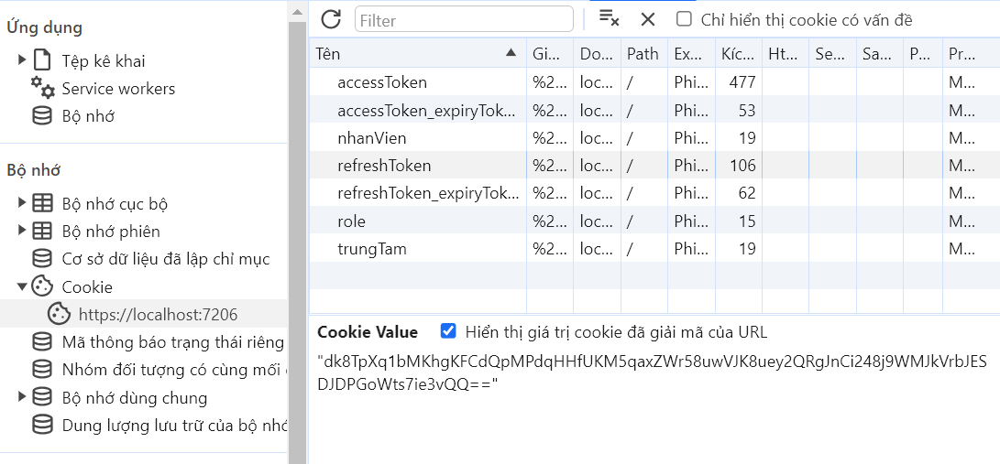 Ứng dụng
Tệp kê khai
Service workers
Bộ nhớ
Bộ nhớ
Bộ nhớ cục bộ
Bộ nhớ phiên
Cơ sở dữ liệu đã lập chỉ mục
Cookie
https://localhost:7206
Mã thông báo trạng thái riêng
Nhóm đối tượng có cùng mối
Bộ nhớ dùng chung
Dung lượng lưu trữ của bộ nhớ
Filter
Chỉ hiển thị cookie có vấn đề
Tên Gi... Do... Path Ex... Kíc... Ht... Se... Sa... P... Pr...
accessToken %2... loc... / Phi... 477 M...
accessToken_expiryTok... %2... loc... / Phi... 53 M...
nhanVien %2... loc... / Phi... 19 M...
refreshToken %2... loc... / Phi... 106 M...
refreshToken_expiryTok... %2... loc... / Phi... 62 M...
role %2... loc... / Phi... 15 M...
trungTam %2... loc... / Phi... 19 M...
Cookie Value Hiển thị giá trị cookie đã giải mã của URL
"dk8TpXq1bMKhgKFCdQpMPdqHHfUKM5qaxZWr58uwVJK8uey2QRgJnCi248j9WMJkVrbJES
DJDPGoWts7ie3vQQ=="